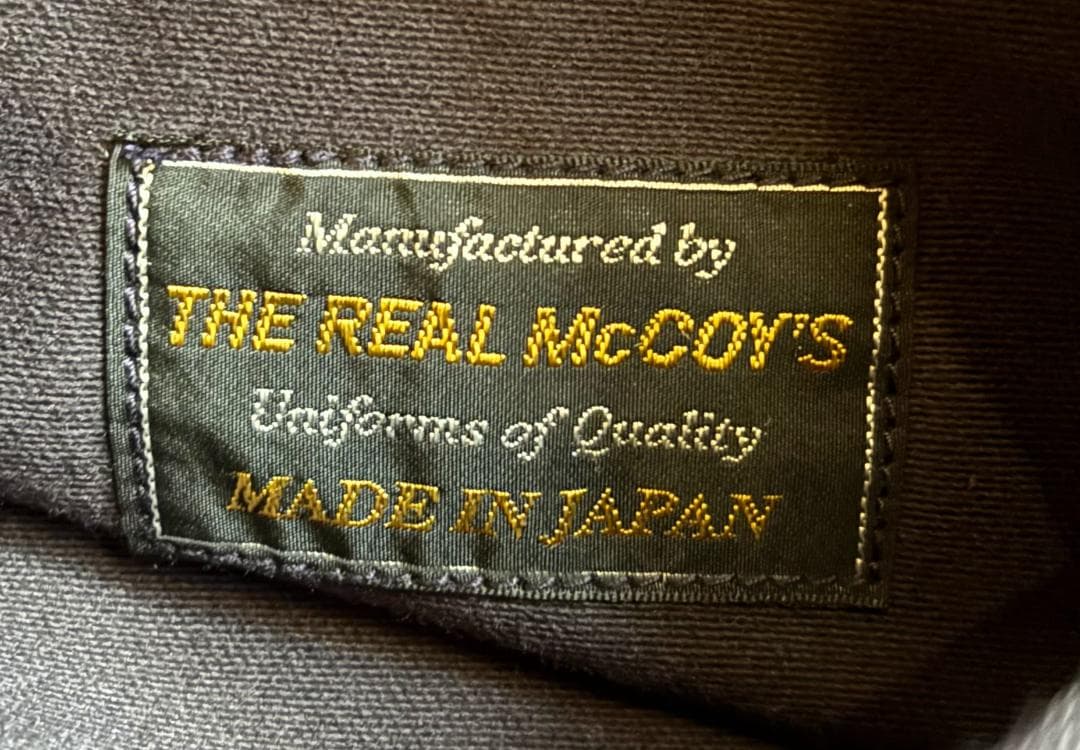 Manufactured by
THE REAL McCOY'S
Uniforms of Quality
MADE IN JAPAN